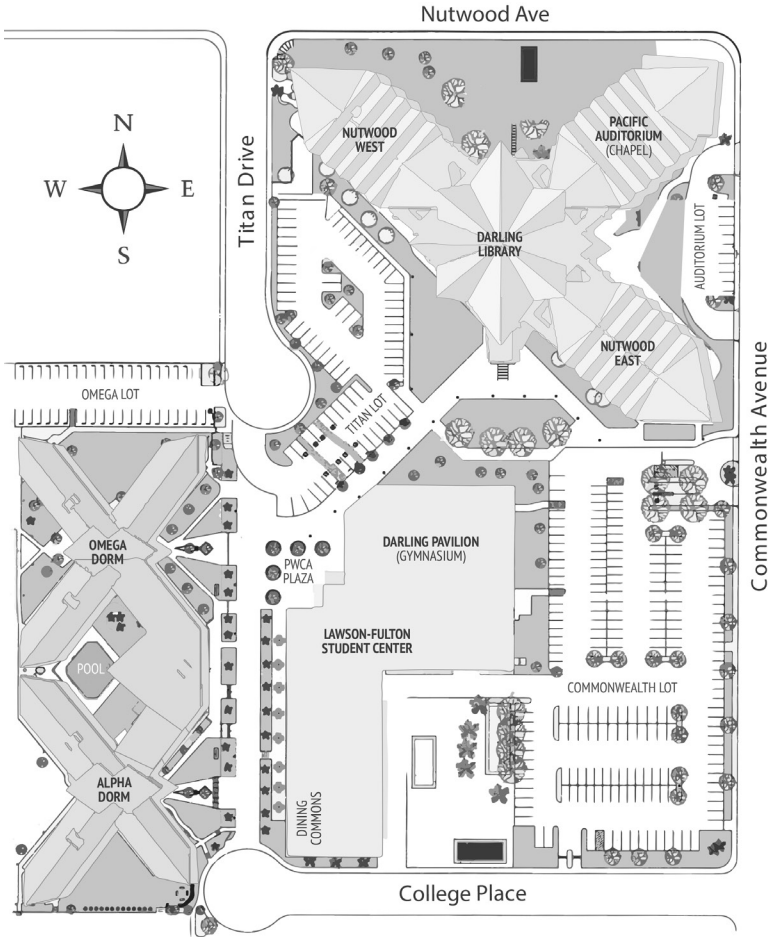 Nutwood Ave
N
W
E
S
Titan Drive
NUTWOOD
WEST
PACIFIC
AUDITORIUM
(CHAPEL)
DARLING
LIBRARY
AUDITORIUM LOT
NUTWOOD
EAST
Commonwealth Avenue
OMEGA LOT
TITAN LOT
OMEGA
DORM
PWCA
PLAZA
DARLING PAVILION
(GYMNASIUM)
LAWSON-FULTON
STUDENT CENTER
POOL
COMMONWEALTH LOT
ALPHA
DORM
DINING
COMMONS
College Place